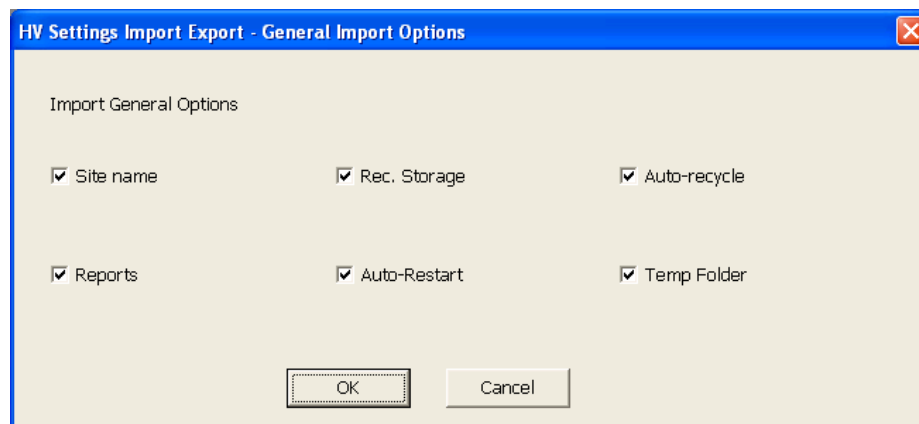 HV Settings Import Export - General Import Options
Import General Options
Site name Rec. Storage Auto-recycle
Reports Auto-Restart Temp Folder
OK Cancel